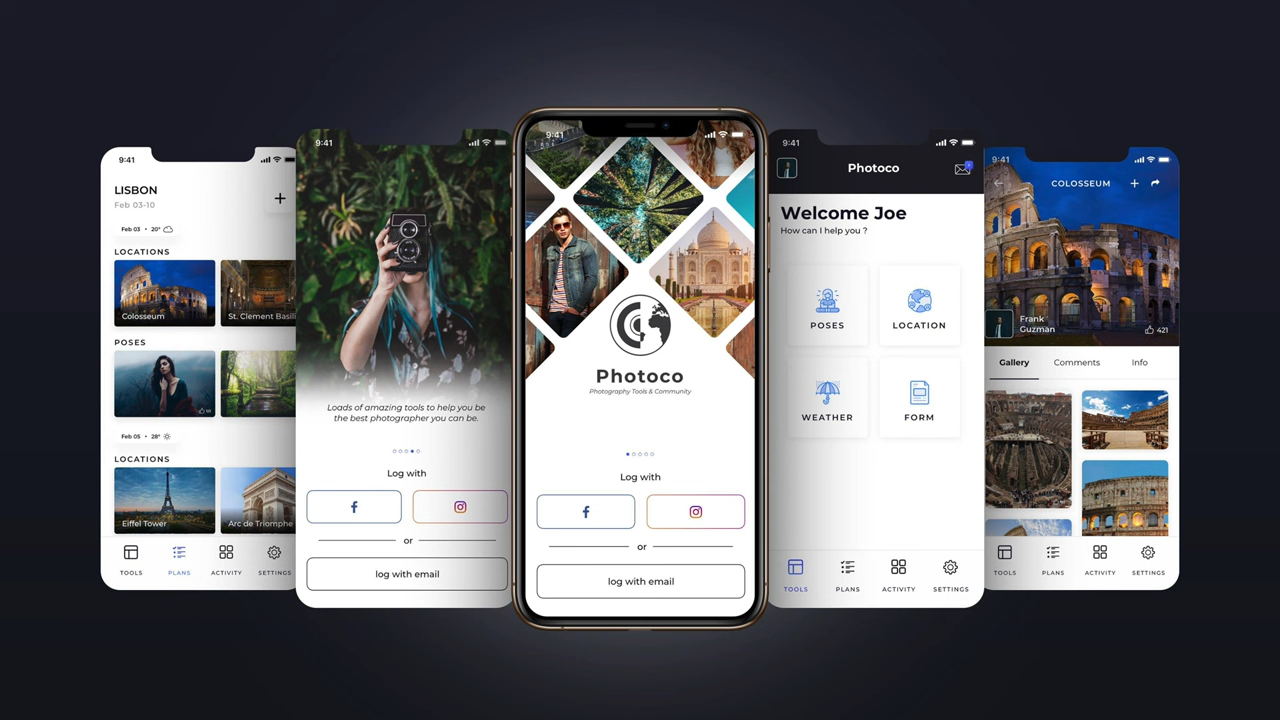 9:41
LISBON
Feb 03-10
+
Feb 03 • 20°
LOCATIONS
Colosseum
St. Clement Basili
POSES
Feb 05 • 28°
LOCATIONS
Eiffel Tower
Arc de Triomphe
TOOLS
PLANS
ACTIVITY
SETTINGS
9:41
Loads of amazing tools to help you be
the best photographer you can be.
Log with
f
or
log with email
9:41
Photoco
Photography Tools & Community
Log with
f
or
log with email
9:41
Photoco
Welcome Joe
How can I help you ?
POSES
LOCATION
WEATHER
FORM
TOOLS
PLANS
ACTIVITY
SETTINGS
9:41
COLOSSEUM
+
Frank
Guzman
421
Gallery
Comments
Info
TOOLS
PLANS
ACTIVITY
SETTINGS